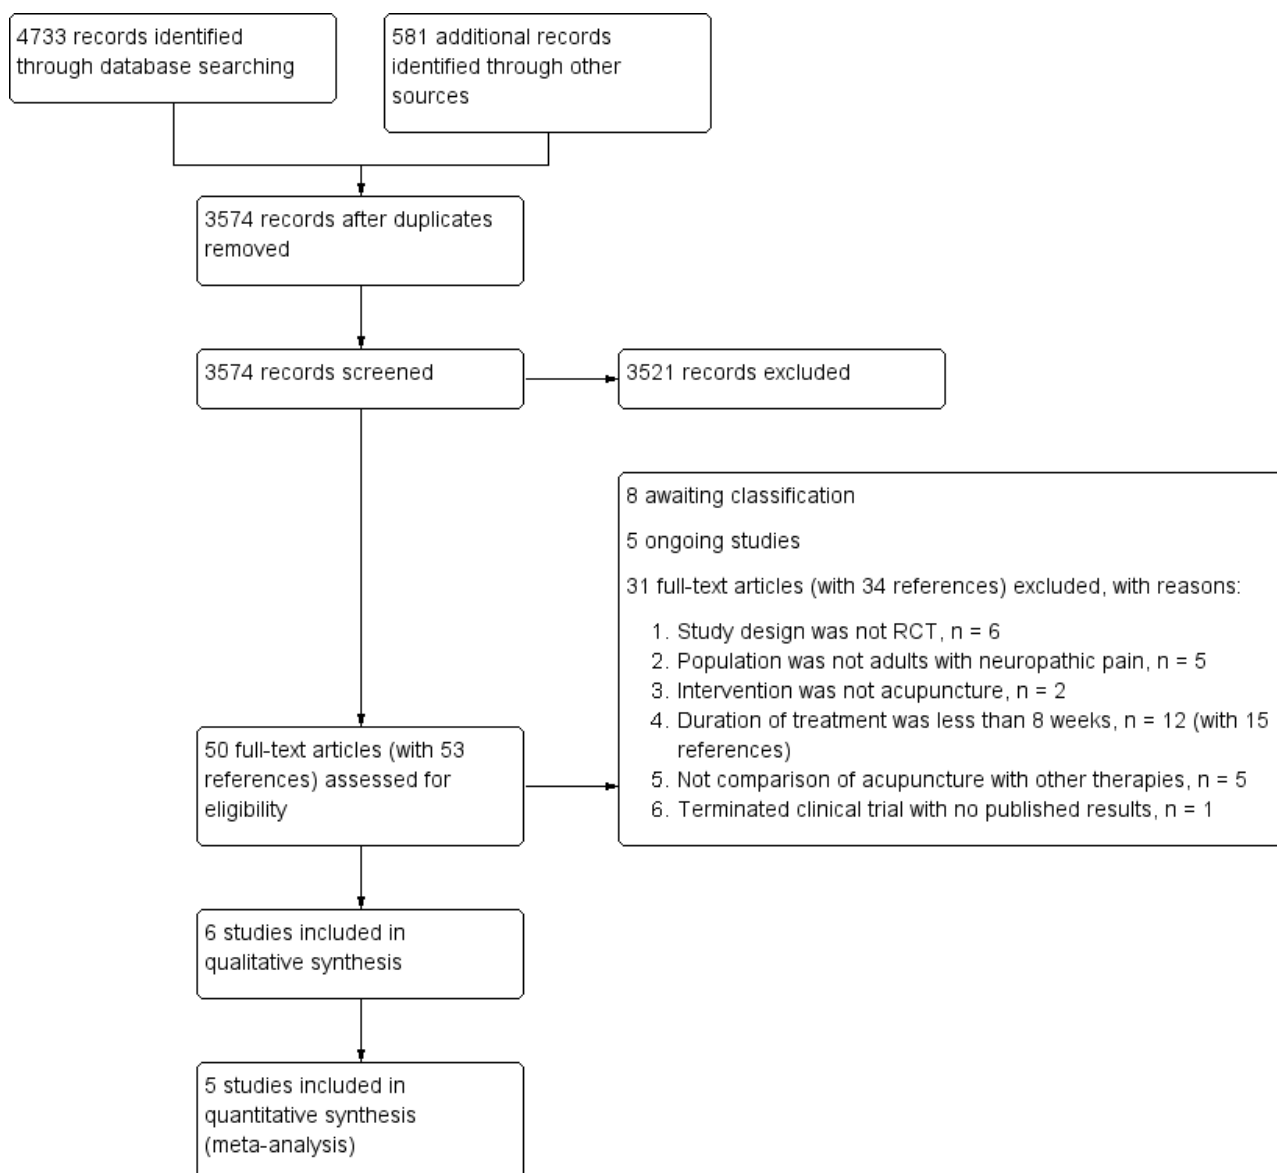 4733 records identified
through database searching
581 additional records
identified through other
sources
3574 records after duplicates
removed
3574 records screened
3521 records excluded
8 awaiting classification
5 ongoing studies
31 full-text articles (with 34 references) excluded, with reasons:
1. Study design was not RCT, n = 6
2. Population was not adults with neuropathic pain, n = 5
3. Intervention was not acupuncture, n = 2
4. Duration of treatment was less than 8 weeks, n = 12 (with 15
references)
5. Not comparison of acupuncture with other therapies, n = 5
6. Terminated clinical trial with no published results, n = 1
50 full-text articles (with 53
references) assessed for
eligibility
6 studies included in
qualitative synthesis
5 studies included in
quantitative synthesis
(meta-analysis)